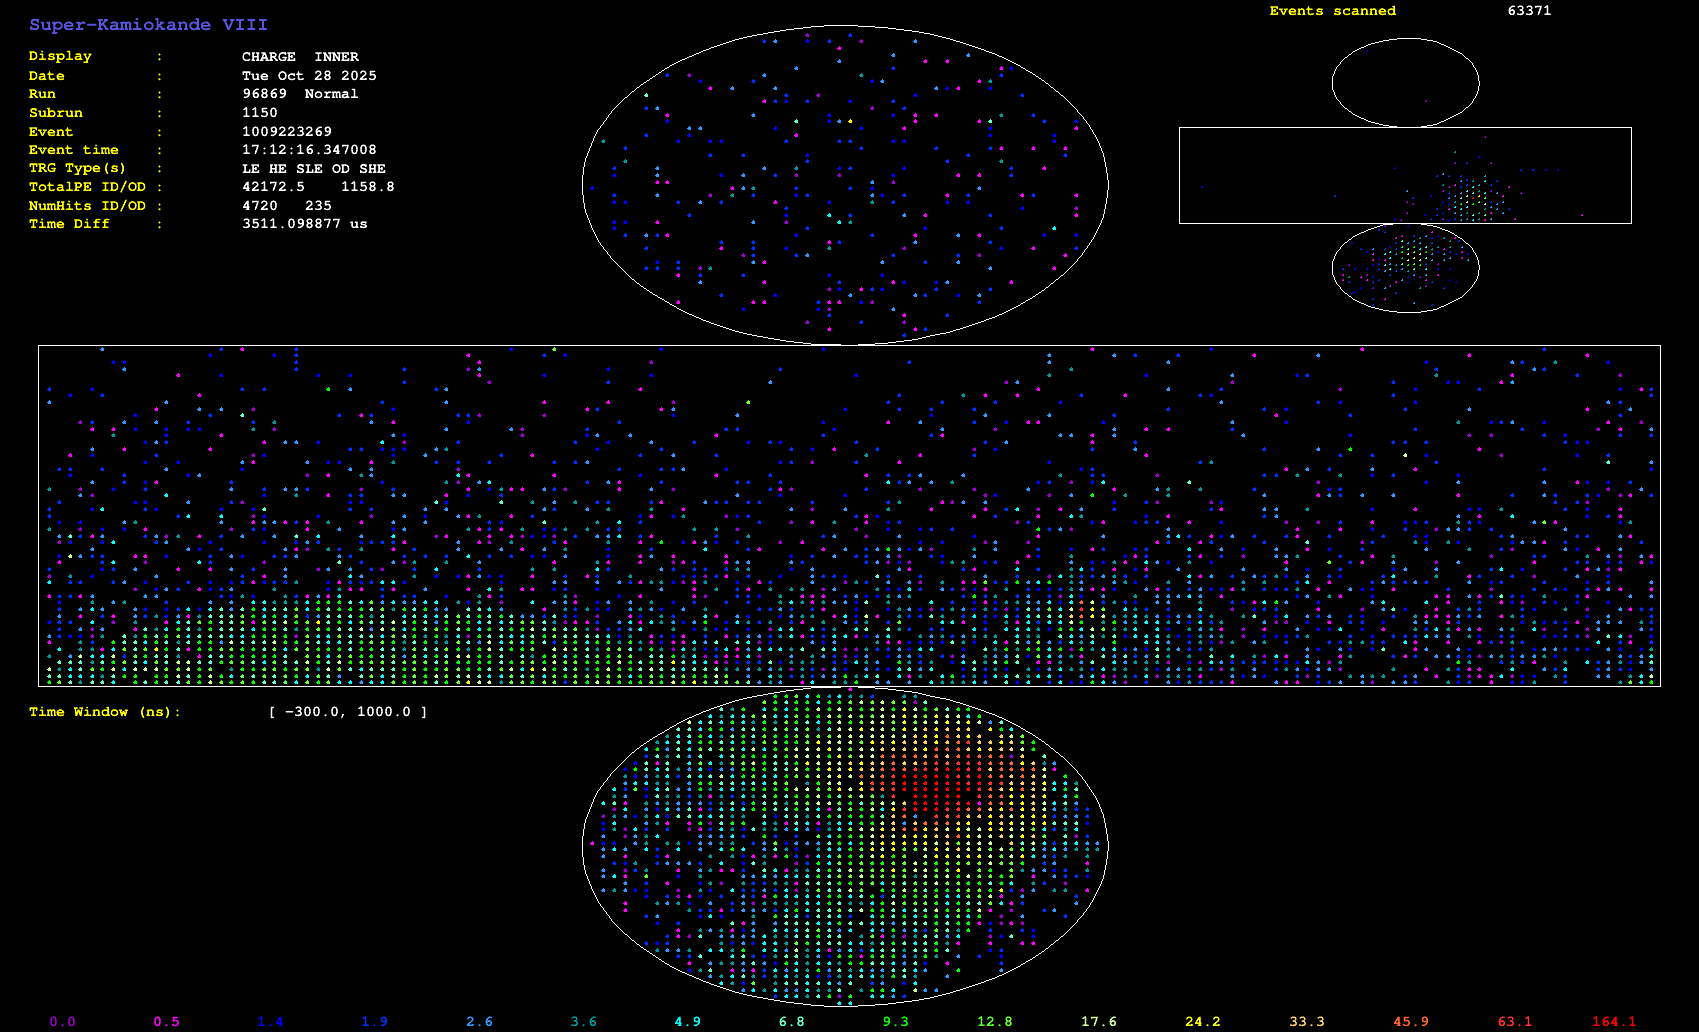 Super-Kamiokande VIII
Events scanned 63371
Display : CHARGE INNER
Date : Tue Oct 28 2025
Run : 96869 Normal
Subrun : 1150
Event : 1009223269
Event time : 17:12:16.347008
TRG Type(s) : LE HE SLE OD SHE
TotalPE ID/OD : 42172.5 1158.8
NumHits ID/OD : 4720 235
Time Diff : 3511.098877 us
Time Window (ns): [ -300.0, 1000.0 ]
0.0 0.5 1.4 1.9 2.6 3.6 4.9 6.8 9.3 12.8 17.6 24.2 33.3 45.9 63.1 164.1